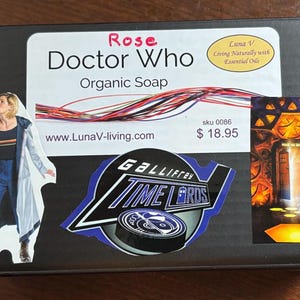 Rose
Doctor Who
Organic Soap
Luna V
Living Naturally with
Essential Oils
www.LunaV-living.com
sku 0086
$ 18.95
Gallifrey
TIME LORDS